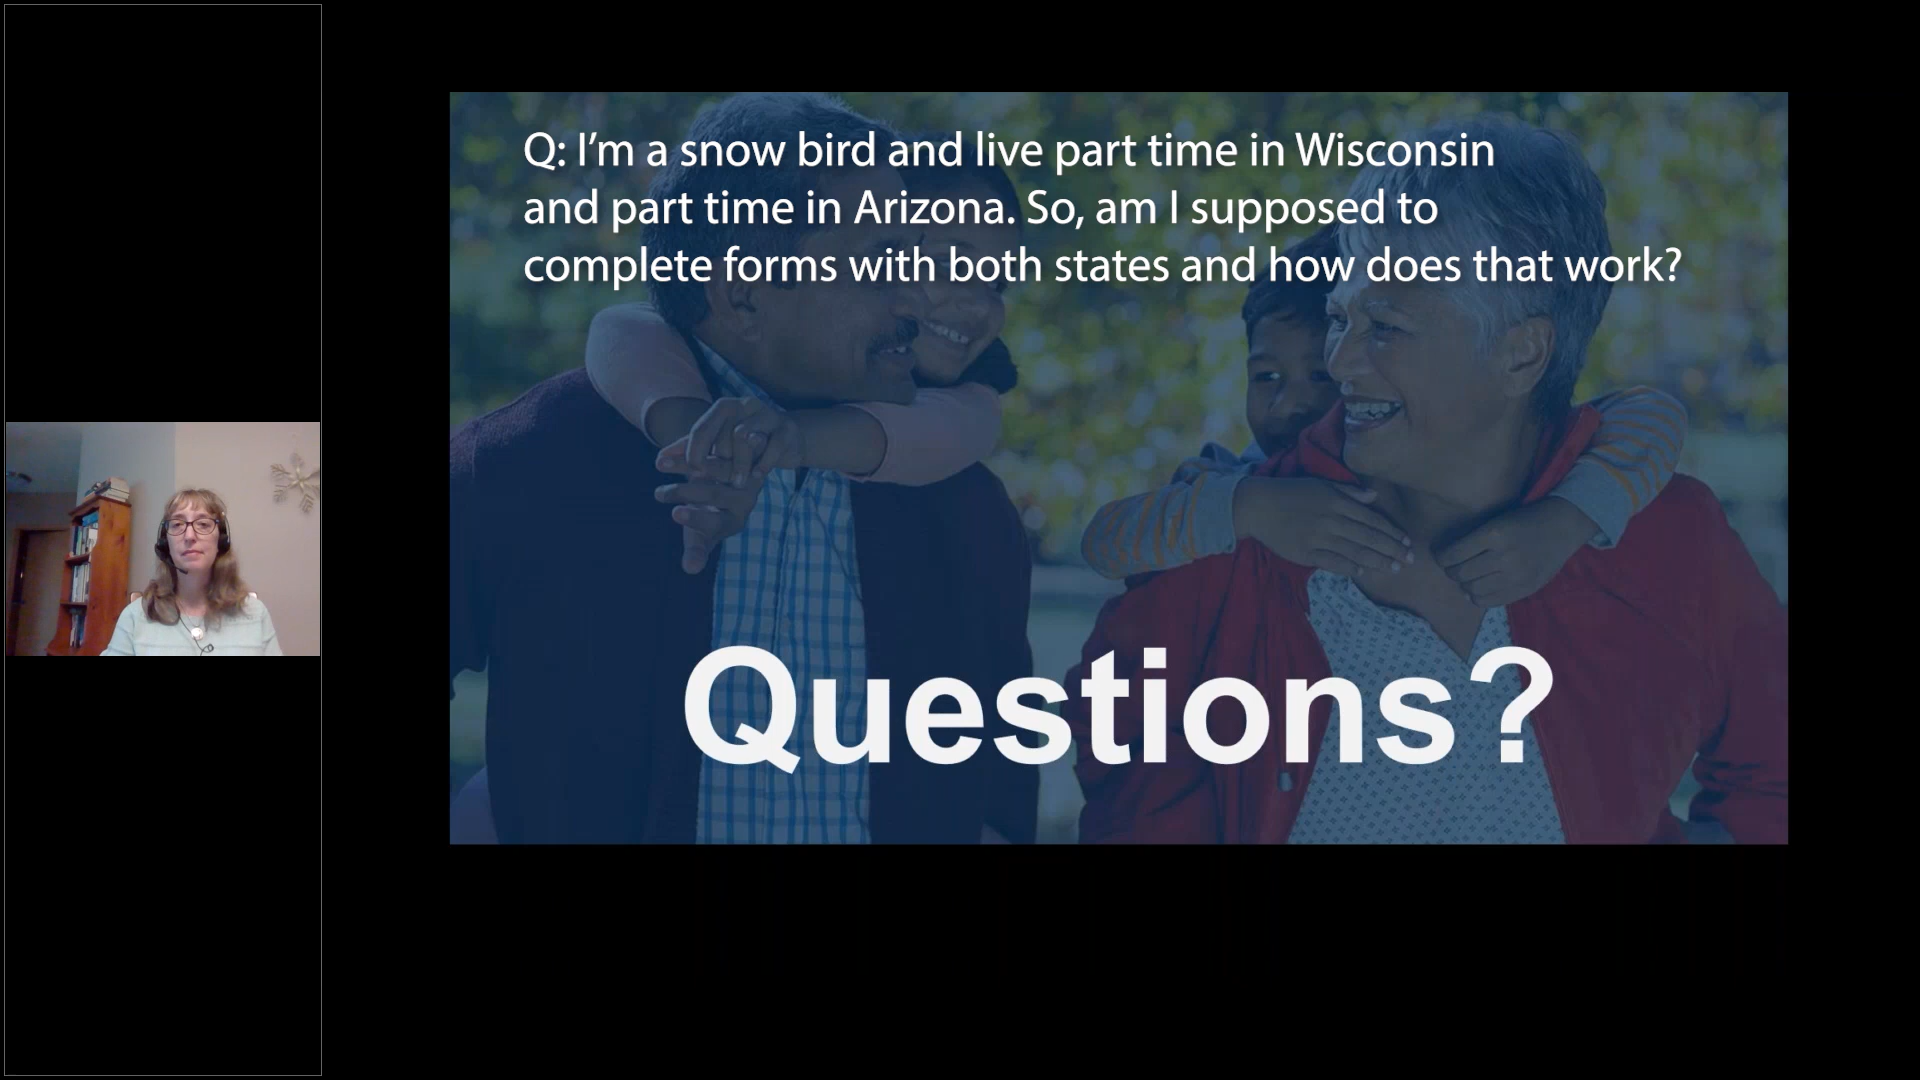 Q: I’m a snow bird and live part time in Wisconsin
and part time in Arizona. So, am I supposed to
complete forms with both states and how does that work?
Questions?